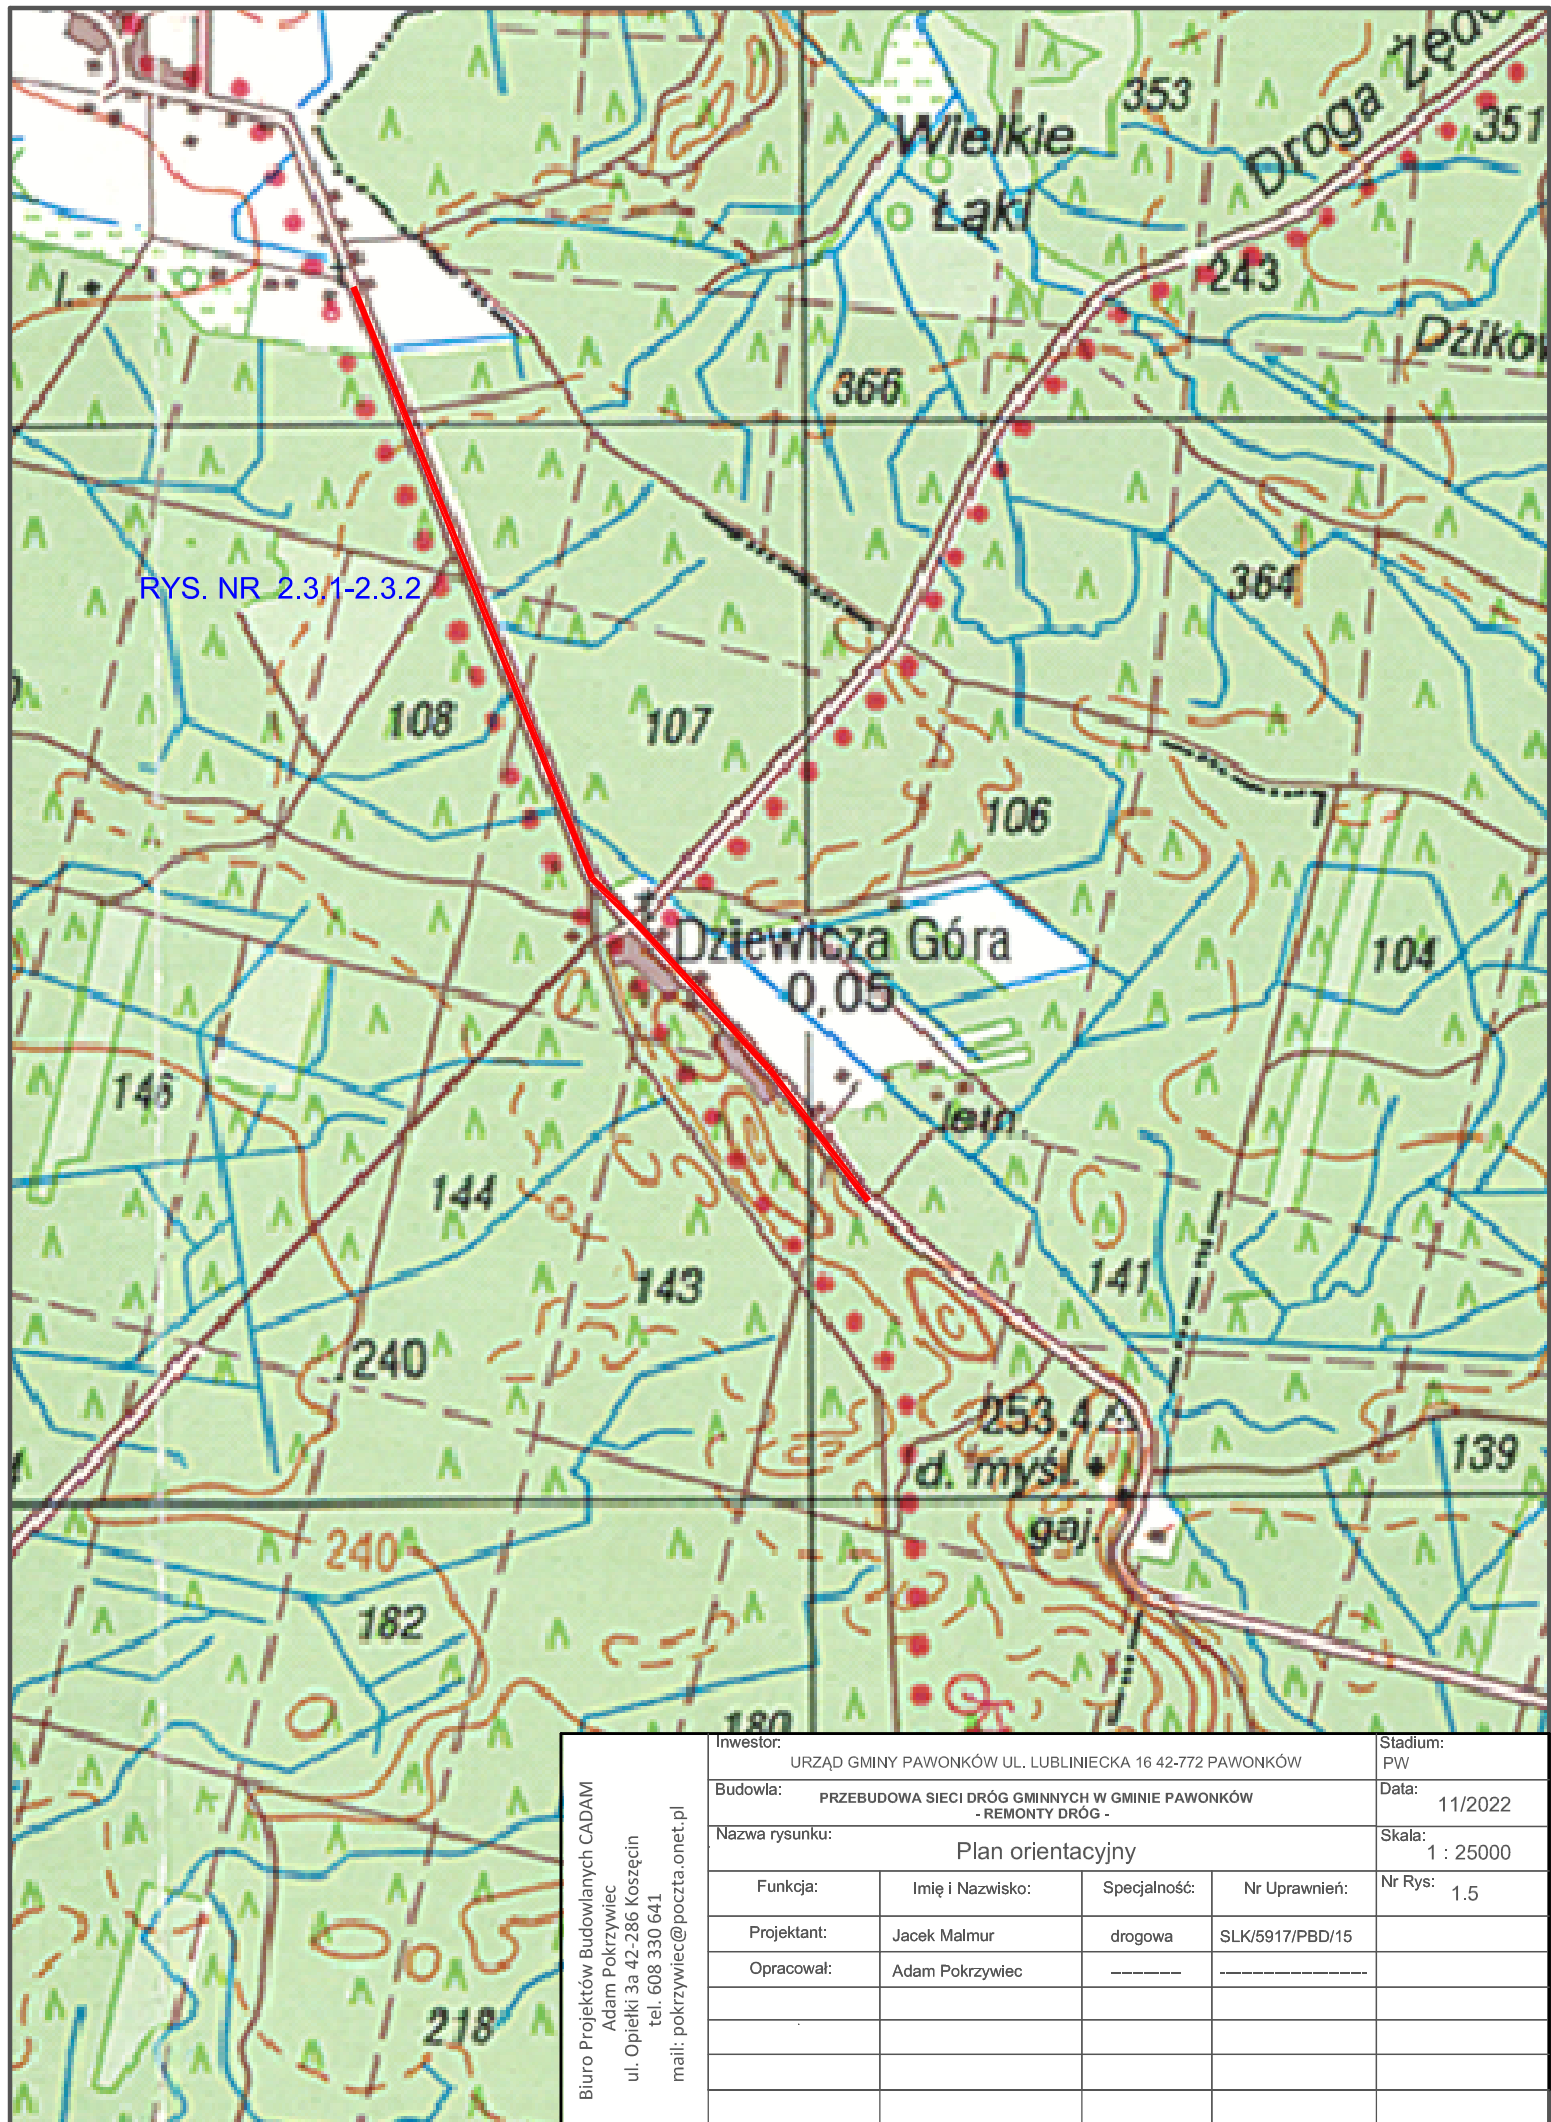 Droga
353
351
Wielkie
Łąki
243
366
364
RYS. NR 2.3.1-2.3.2
108
107
106
Dziewicza Góra
0,05
104
146
letn.
144
141
143
240
253.4
d. myśl.
139
gaj.
240
182
180
218
Inwestor:
URZĄD GMINY PAWONKÓW UL. LUBLINIECKA 16 42-772 PAWONKÓW
Stadium:
PW
Budowla:
PRZEBUDOWA SIECI DRÓG GMINNYCH W GMINIE PAWONKÓW
- REMONTY DRÓG -
Data:
11/2022
Nazwa rysunku:
Plan orientacyjny
Skala:
1 : 25000
Funkcja: Imię i Nazwisko: Specjalność: Nr Uprawnień:
Nr Rys:
1.5
Projektant: Jacek Malmur drogowa SLK/5917/PBD/15
Opracował: Adam Pokrzywiec -------- -----------------
Biuro Projektów Budowlanych CADAM
Adam Pokrzywiec
ul. Opiełki 3a 42-286 Koszęcin
tel. 608 330 641
mail: pokrzywiec@poczta.onet.pl